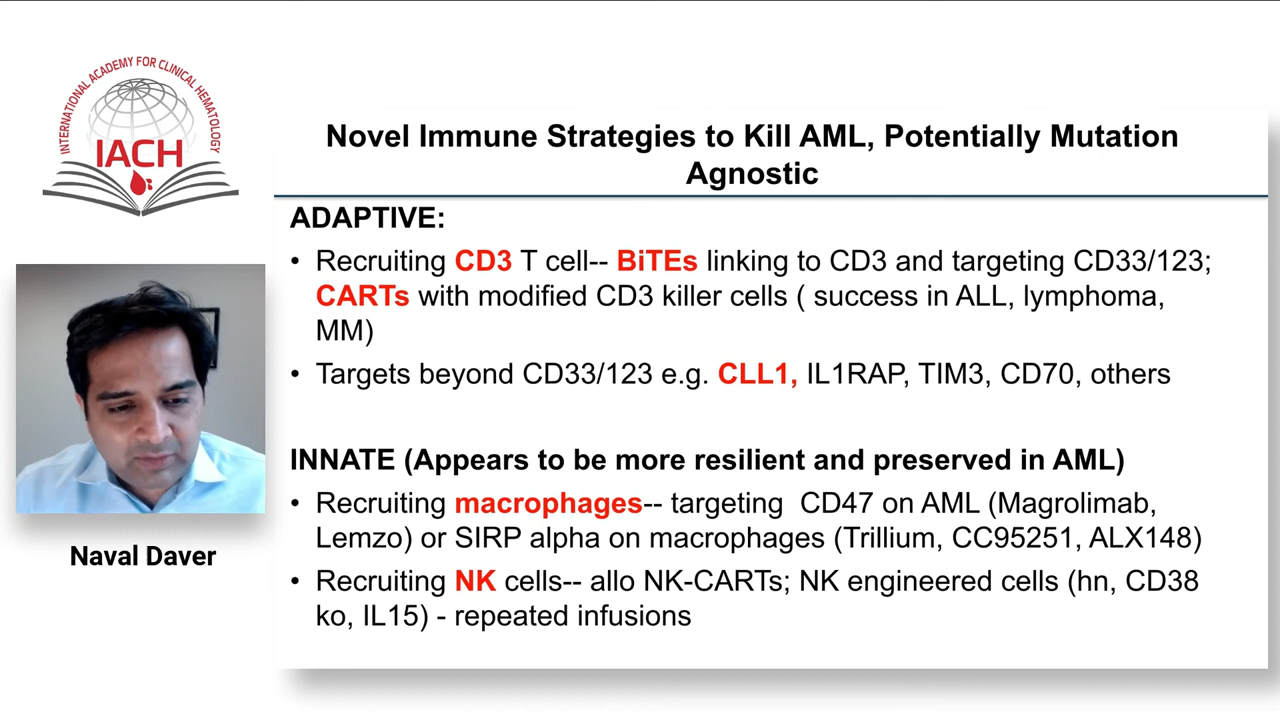 INTERNATIONAL ACADEMY FOR CLINICAL HEMATOLOGY
IACH
Naval Daver
Novel Immune Strategies to Kill AML, Potentially Mutation
Agnostic
ADAPTIVE:
• Recruiting CD3 T cell-- BiTEs linking to CD3 and targeting CD33/123;
CARTs with modified CD3 killer cells ( success in ALL, lymphoma,
MM)
• Targets beyond CD33/123 e.g. CLL1, IL1RAP, TIM3, CD70, others
INNATE (Appears to be more resilient and preserved in AML)
• Recruiting macrophages-- targeting CD47 on AML (Magrolimab,
Lemzo) or SIRP alpha on macrophages (Trillium, CC95251, ALX148)
• Recruiting NK cells-- allo NK-CARTs; NK engineered cells (hn, CD38
ko, IL15) - repeated infusions